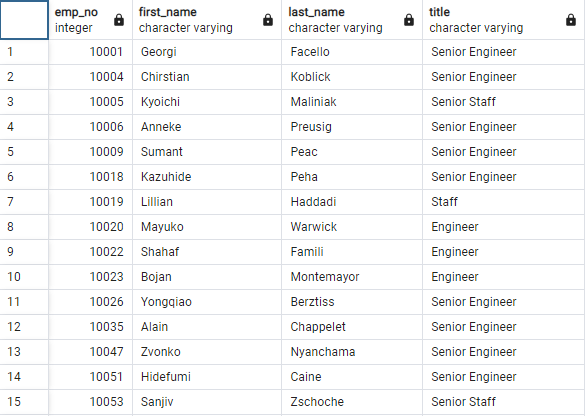 emp_no first_name last_name title
integer character varying character varying character varying
1 10001 Georgi Facello Senior Engineer
2 10004 Chirstian Koblick Senior Engineer
3 10005 Kyoichi Maliniak Senior Staff
4 10006 Anneke Preusig Senior Engineer
5 10009 Sumant Peac Senior Engineer
6 10018 Kazuhide Peha Senior Engineer
7 10019 Lillian Haddadi Staff
8 10020 Mayuko Warwick Engineer
9 10022 Shahaf Famili Engineer
10 10023 Bojan Montemayor Engineer
11 10026 Yongqiao Berztiss Senior Engineer
12 10035 Alain Chappelet Senior Engineer
13 10047 Zvonko Nyanchama Senior Engineer
14 10051 Hidefumi Caine Senior Engineer
15 10053 Sanjiv Zschoche Senior Staff